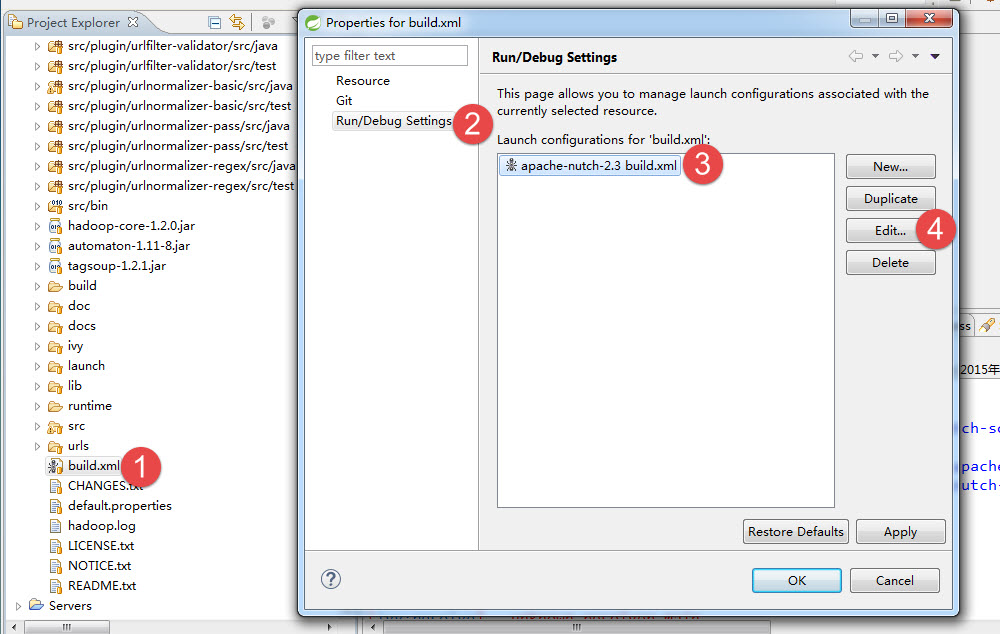 Project Explorer
src/plugin/urlfilter-validator/src/java
src/plugin/urlfilter-validator/src/test
src/plugin/urlnormalizer-basic/src/java
src/plugin/urlnormalizer-basic/src/test
src/plugin/urlnormalizer-pass/src/java
src/plugin/urlnormalizer-pass/src/test
src/plugin/urlnormalizer-regex/src/java
src/plugin/urlnormalizer-regex/src/test
src/bin
hadoop-core-1.2.0.jar
automaton-1.11-8.jar
tagsoup-1.2.1.jar
build
doc
docs
ivy
launch
lib
runtime
src
urls
build.xml
1
CHANGES.txt
default.properties
hadoop.log
LICENSE.txt
NOTICE.txt
README.txt
Servers
Properties for build.xml
type filter text
Resource
Git
Run/Debug Settings
2
Run/Debug Settings
This page allows you to manage launch configurations associated with the
currently selected resource.
Launch configurations for 'build.xml':
apache-nutch-2.3 build.xml
3
New...
Duplicate
Edit...
4
Delete
Restore Defaults
Apply
?
OK
Cancel
ss
2015年
ch-sc
pache
utch-